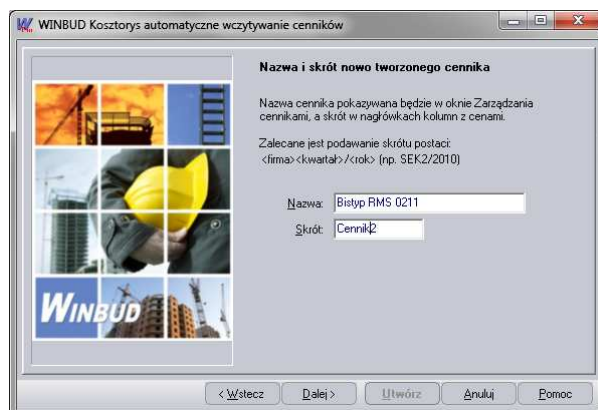 WINBUD Kosztorys automatyczne wczytywanie cenników
Nazwa i skrót nowo tworzonego cennika
Nazwa cennika pokazywana będzie w oknie Zarządzania
cennikami, a skrót w nagłówkach kolumn z cenami.
Zalecane jest podawanie skrótu postaci:
<firma><kwartał>/<rok> (np. SEK2/2010)
Nazwa: Bistyp RMS 0211
Skrót: Cennik2
WINBUD
< Wstecz Dalej > Utwórz Anuluj Pomoc